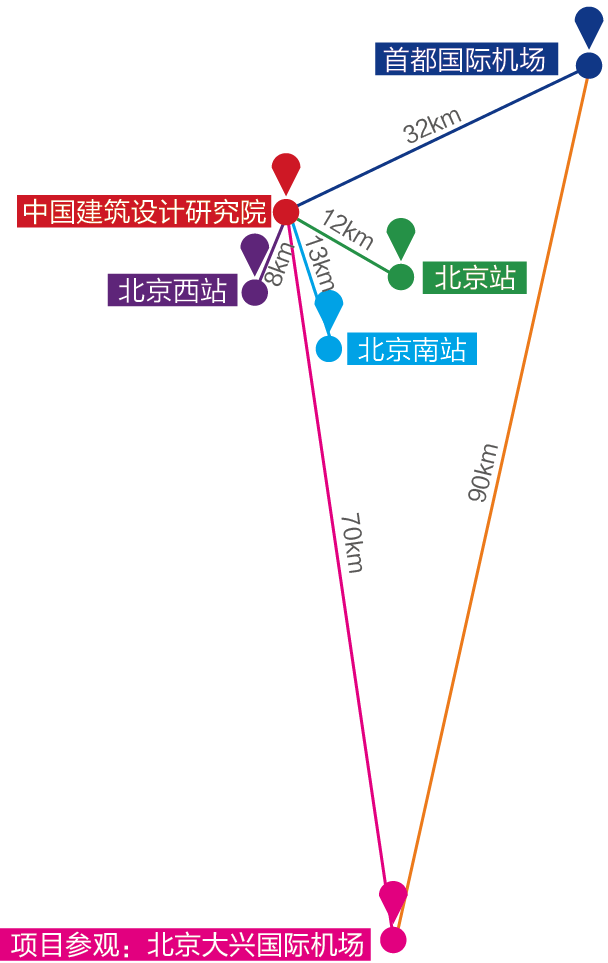 首都国际机场
32km
中国建筑设计研究院
12km
13km
8km
北京站
北京西站
北京南站
90km
70km
项目参观：北京大兴国际机场